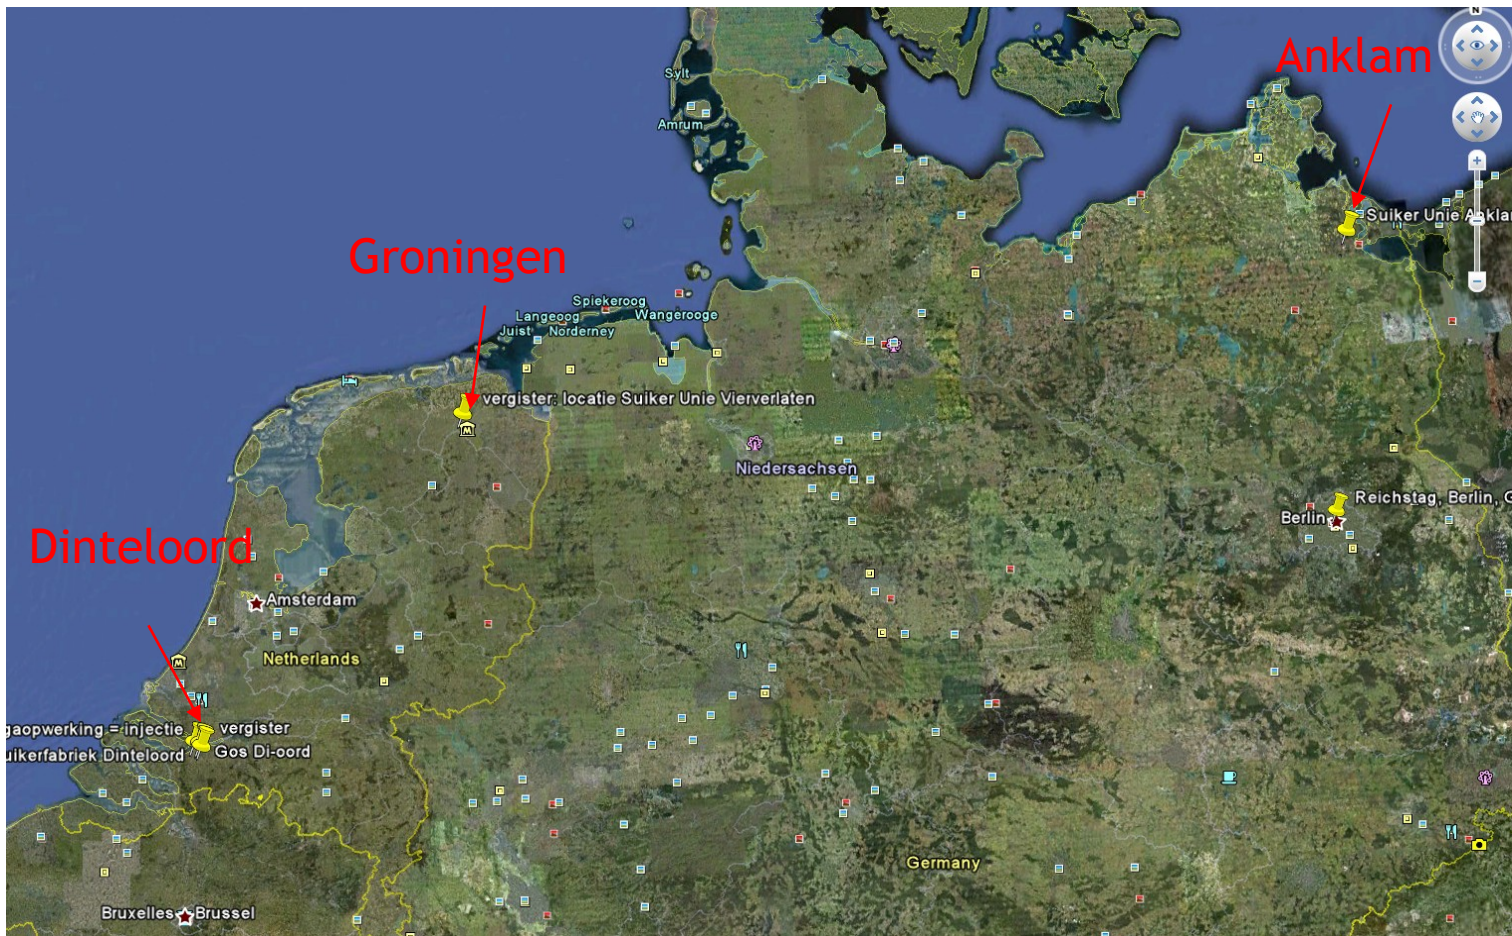 N
Anklam
Sylt
Amrum
Suiker Unie Anklar
Groningen
Spiekeroog
Langeoog
Wangerooge
Juist
Norderney
vergister: locatie Suiker Unie Vierverlaten
M
Niedersachsen
Reichstag, Berlin, G
Berlin
Dinteloord
Amsterdam
Netherlands
M
gaopwerking = injectie
vergister
uikerfabriek Dinteloord
Gos Di-oord
Germany
Bruxelles
Brussel